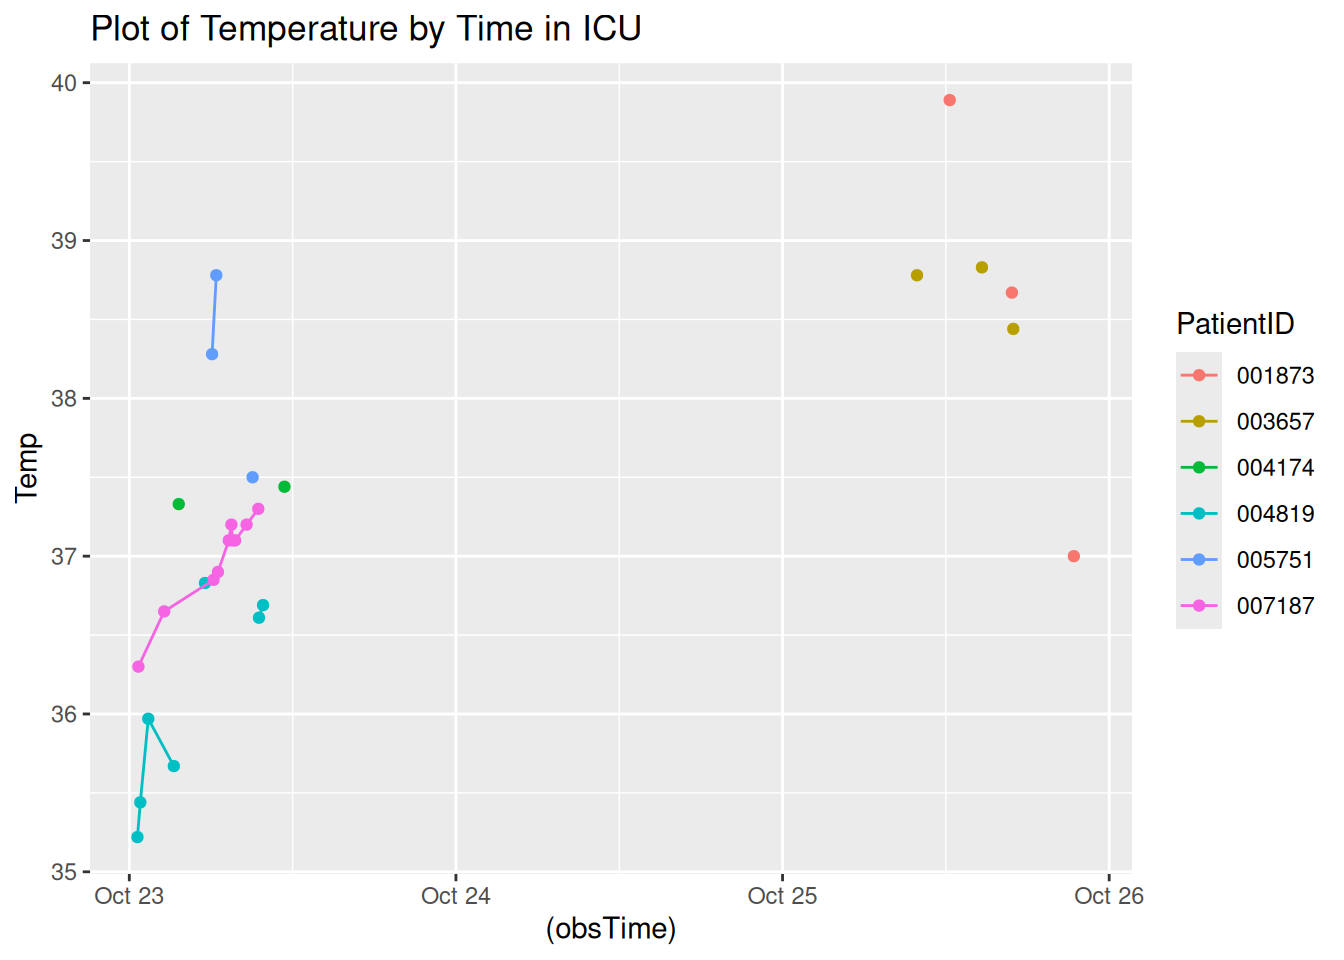 Plot of Temperature by Time in ICU
40
39
38
37
36
35
Temp
Oct 23
Oct 24
Oct 25
Oct 26
(obsTime)
PatientID
001873
003657
004174
004819
005751
007187